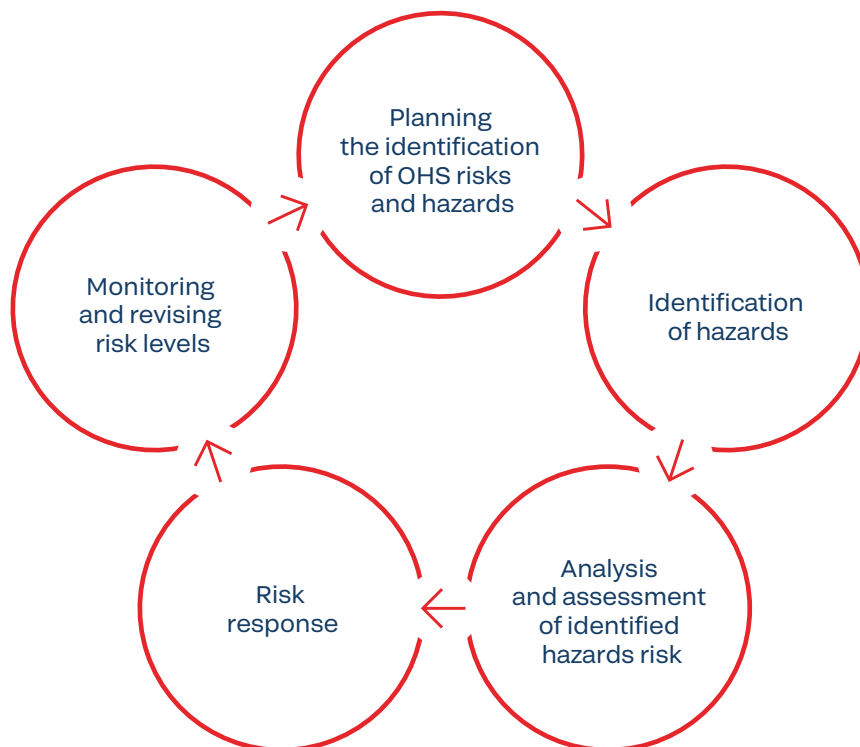 Planning
the identification
of OHS risks
and hazards
Identification
of hazards
Analysis
and assessment
of identified
hazards risk
Risk
response
Monitoring
and revising
risk levels